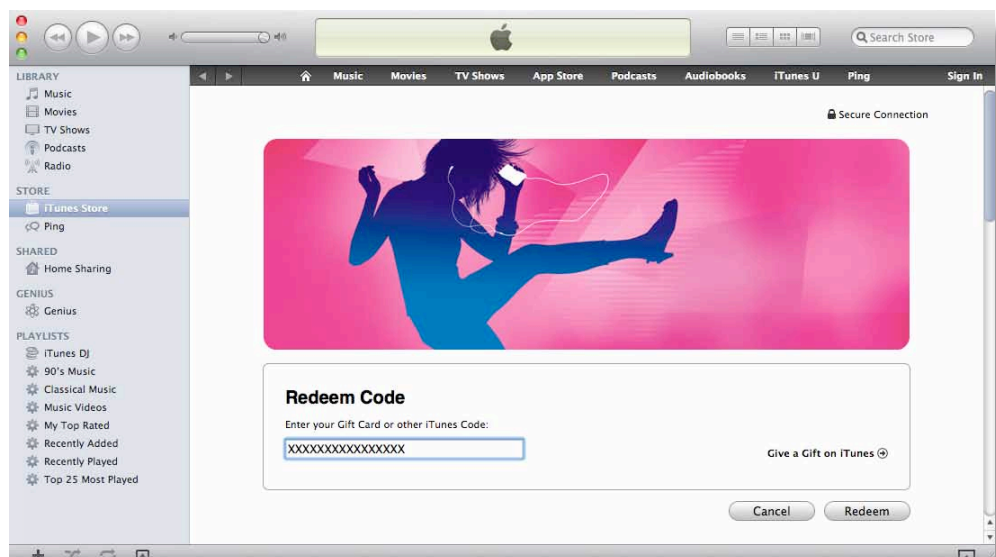 Search Store
LIBRARY
Music
Movies
TV Shows
Podcasts
Radio
STORE
iTunes Store
Ping
SHARED
Home Sharing
GENIUS
Genius
PLAYLISTS
iTunes DJ
90's Music
Classical Music
Music Videos
My Top Rated
Recently Added
Recently Played
Top 25 Most Played
Music Movies TV Shows App Store Podcasts Audiobooks iTunes U Ping Sign In
Secure Connection
Redeem Code
Enter your Gift Card or other iTunes Code:
XXXXXXXXXXXXXXXX
Give a Gift on iTunes
Cancel Redeem